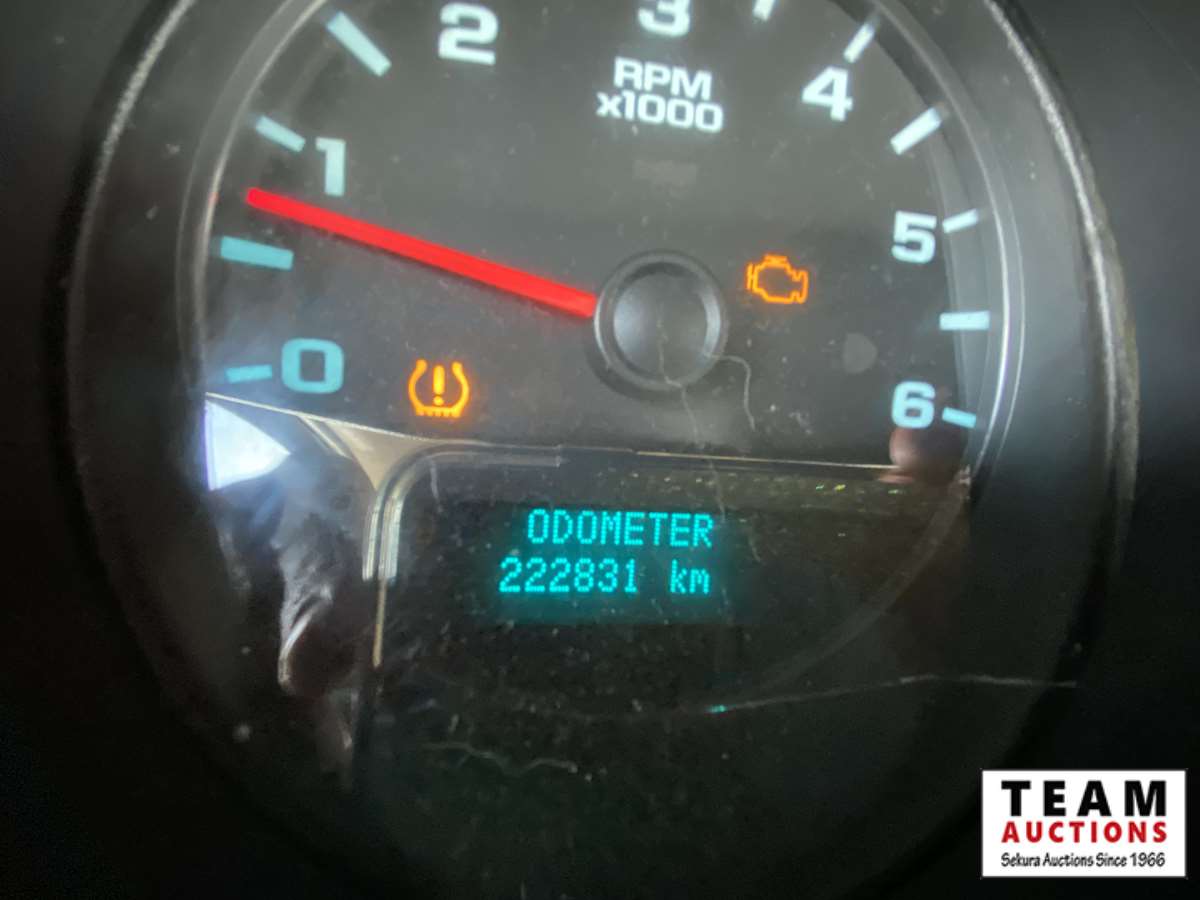 2
3
RPM
x1000
4
1
5
0
6
ODOMETER
222831 km
TEAM
AUCTIONS
Sekura Auctions Since 1966